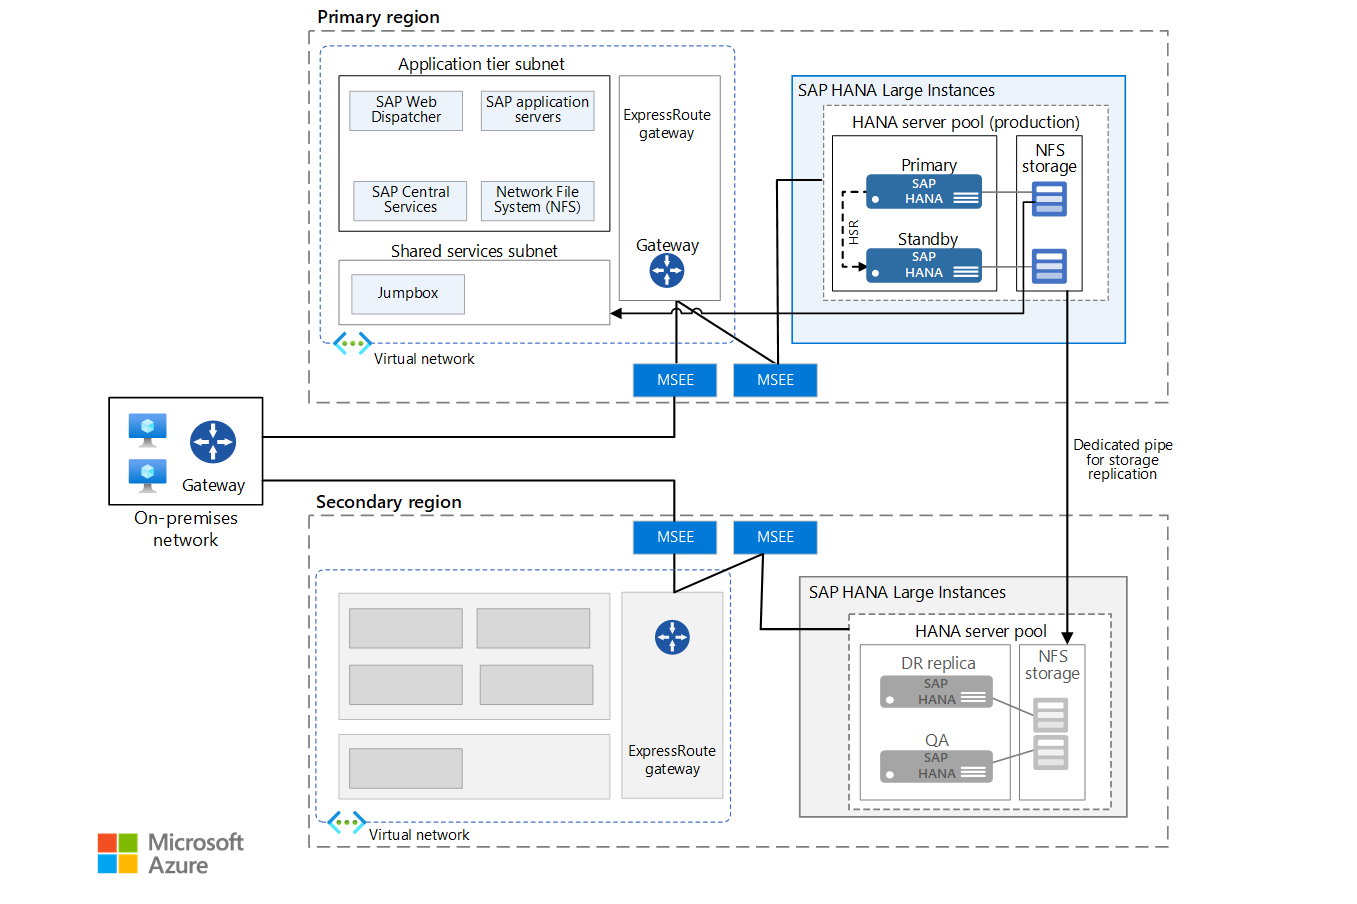 Primary region
Application tier subnet
SAP Web
Dispatcher
SAP application
servers
SAP Central
Services
Network File
System (NFS)
Shared services subnet
Jumpbox
Virtual network
ExpressRoute
gateway
Gateway
SAP HANA Large Instances
HANA server pool (production)
Primary
SAP
HANA
HSR
Standby
SAP
HANA
NFS
storage
MSEE
MSEE
Gateway
On-premises
network
Dedicated pipe
for storage
replication
Secondary region
MSEE
MSEE
ExpressRoute
gateway
Virtual network
SAP HANA Large Instances
HANA server pool
DR replica
SAP
HANA
QA
SAP
HANA
NFS
storage
Microsoft
Azure